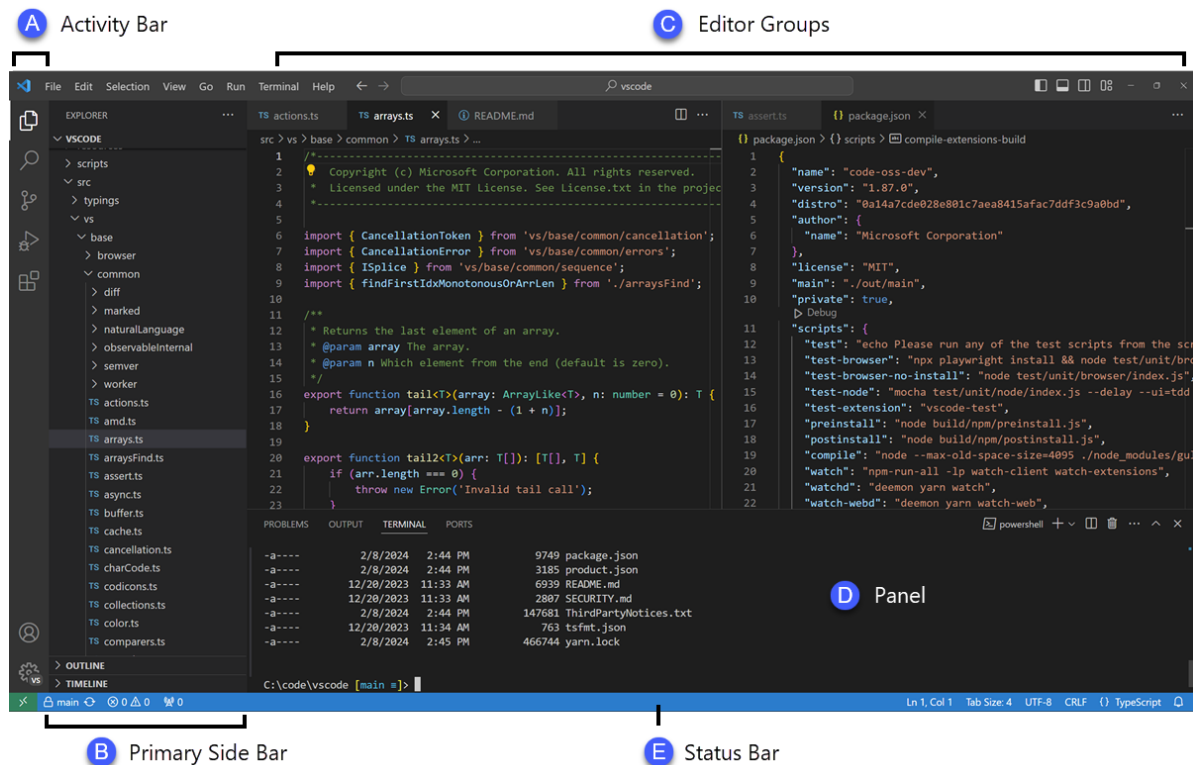 A Activity Bar
C Editor Groups
File Edit Selection View Go Run Terminal Help
vscode
EXPLORER ···
VSCODE
scripts
src
typings
vs
base
browser
common
diff
marked
naturalLanguage
observableInternal
semver
worker
TS actions.ts
TS amd.ts
TS arrays.ts
TS arraysFind.ts
TS assert.ts
TS async.ts
TS buffer.ts
TS cache.ts
TS cancellation.ts
TS charCode.ts
TS codicons.ts
TS collections.ts
TS color.ts
TS comparers.ts
OUTLINE
TIMELINE
VS
TS actions.ts TS arrays.ts × README.md
src > vs > base > common > TS arrays.ts > ...
1 /*---------------------------------------------------------------
2 Copyright (c) Microsoft Corporation. All rights reserved.
3 * Licensed under the MIT License. See License.txt in the projec
4 *---------------------------------------------------------------
5
6 import { CancellationToken } from 'vs/base/common/cancellation';
7 import { CancellationError } from 'vs/base/common/errors';
8 import { ISplice } from 'vs/base/common/sequence';
9 import { findFirstIdxMonotonousOrArrLen } from './arraysFind';
10
11 /**
12 * Returns the last element of an array.
13 * @param array The array.
14 * @param n Which element from the end (default is zero).
15 */
16 export function tail<T>(array: ArrayLike<T>, n: number = 0): T {
17 return array[array.length - (1 + n)];
18 }
19
20 export function tail2<T>(arr: T[]): [T[], T] {
21 if (arr.length === 0) {
22 throw new Error('Invalid tail call');
23 }
TS assert.ts {} package.json ×
{} package.json > {} scripts > abc compile-extensions-build
1 {
2 "name": "code-oss-dev",
3 "version": "1.87.0",
4 "distro": "0a14a7cde028e801c7aea8415afac7ddf3c9a0bd",
5 "author": {
6 "name": "Microsoft Corporation"
7 },
8 "license": "MIT",
9 "main": "./out/main",
10 "private": true,
Debug
11 "scripts": {
12 "test": "echo Please run any of the test scripts from the scr
13 "test-browser": "npx playwright install && node test/unit/bro
14 "test-browser-no-install": "node test/unit/browser/index.js",
15 "test-node": "mocha test/unit/node/index.js --delay --ui=tdd
16 "test-extension": "vscode-test",
17 "preinstall": "node build/npm/preinstall.js",
18 "postinstall": "node build/npm/postinstall.js",
19 "compile": "node --max-old-space-size=4095 ./node_modules/gul
20 "watch": "npm-run-all -lp watch-client watch-extensions",
21 "watchd": "deemon yarn watch",
22 "watch-webd": "deemon yarn watch-web",
PROBLEMS OUTPUT TERMINAL PORTS
powershell
-a---- 2/8/2024 2:44 PM 9749 package.json
-a---- 2/8/2024 2:44 PM 3185 product.json
-a---- 12/20/2023 11:33 AM 6939 README.md
-a---- 12/20/2023 11:33 AM 2807 SECURITY.md
-a---- 2/8/2024 2:44 PM 147681 ThirdPartyNotices.txt
-a---- 12/20/2023 11:34 AM 763 tsfmt.json
-a---- 2/8/2024 2:45 PM 466744 yarn.lock
C:\code\vscode [main ≡]>
D Panel
main 0 0 0
Ln 1, Col 1 Tab Size: 4 UTF-8 CRLF {} TypeScript
B Primary Side Bar
E Status Bar